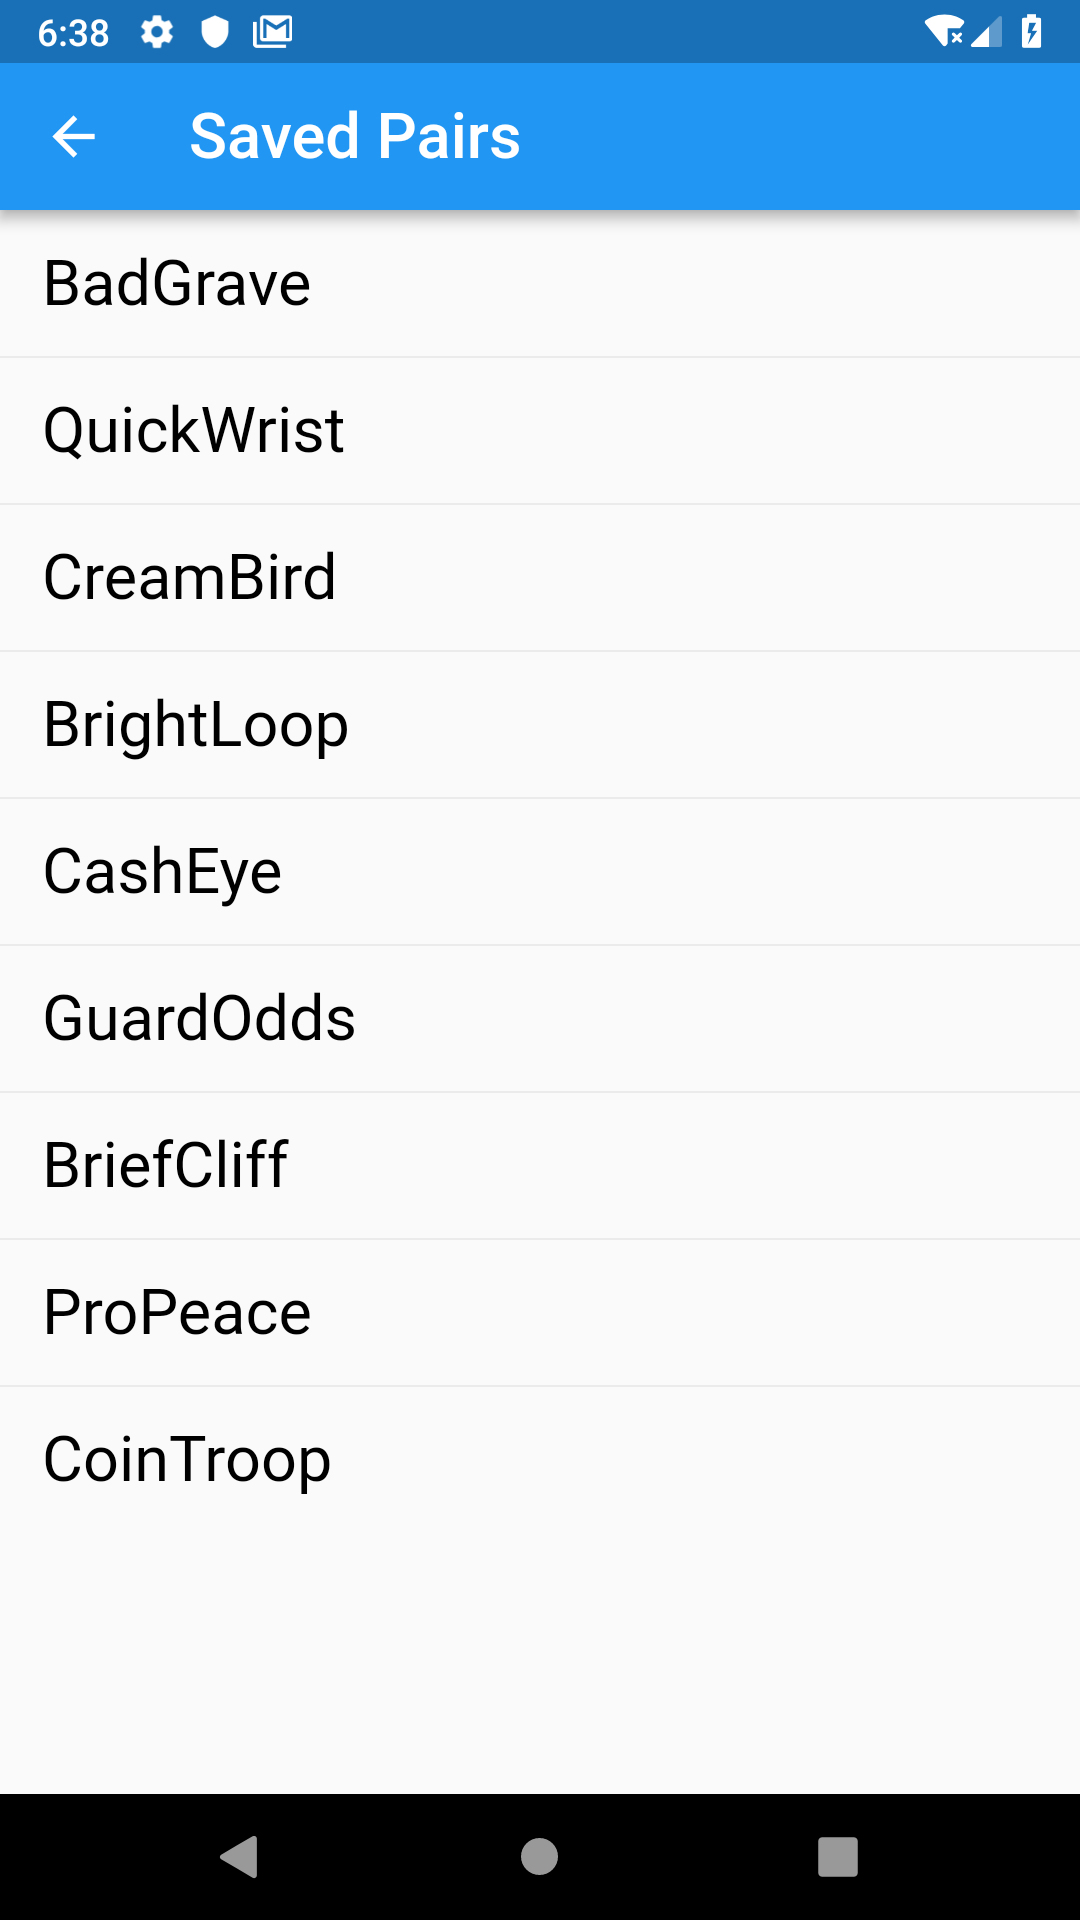 6:38
Saved Pairs
BadGrave
QuickWrist
CreamBird
BrightLoop
CashEye
GuardOdds
BriefCliff
ProPeace
CoinTroop